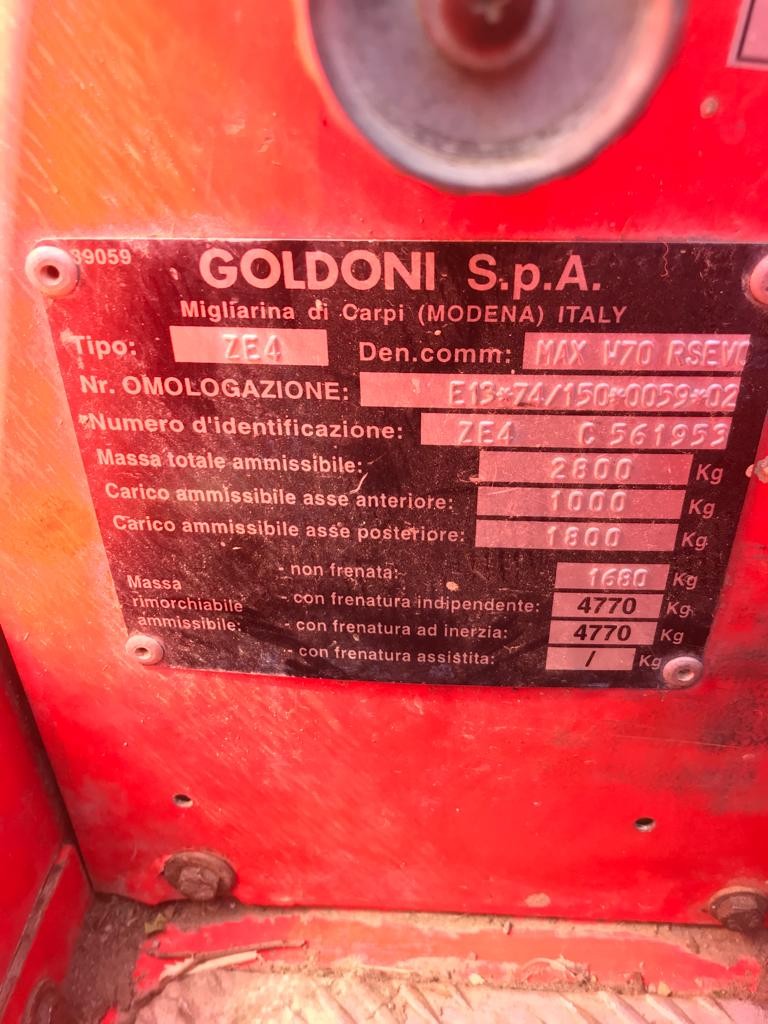 39059
GOLDONI S.p.A.
Migliarina di Carpi (MODENA) ITALY
Tipo: ZE4 Den.comm: MAX W70 RSEVO
Nr. OMOLOGAZIONE: E13*74/150*0059*02
Numero d'identificazione: ZE4 C 561953
Massa totale ammissibile: 2800 Kg
Carico ammissibile asse anteriore: 1000 Kg
Carico ammissibile asse posteriore: 1800 Kg
Massa rimorchiabile ammissibile:
- non frenata: 1680 Kg
- con frenatura indipendente: 4770 Kg
- con frenatura ad inerzia: 4770 Kg
- con frenatura assistita: / Kg